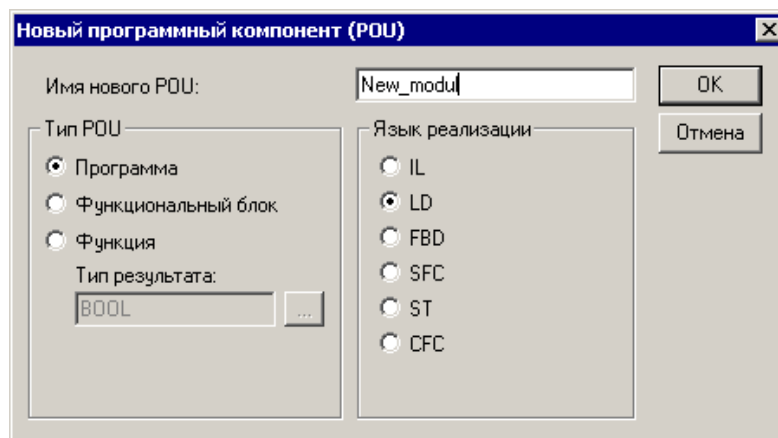 Новый программный компонент (POU)
Имя нового POU:
New_modul
OK
Отмена
Тип POU
Программа
Функциональный блок
Функция
Тип результата:
BOOL
...
Язык реализации
IL
LD
FBD
SFC
ST
CFC